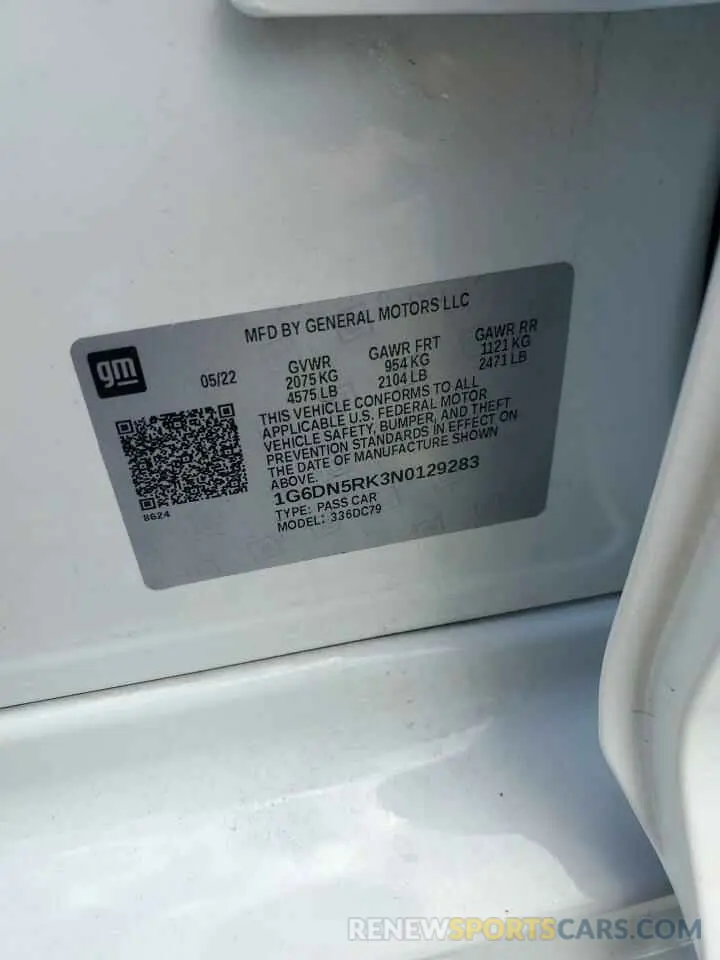 MFD BY GENERAL MOTORS LLC
gm
05/22
GVWR
2075 KG
4575 LB
GAWR FRT
954 KG
2104 LB
GAWR RR
1121 KG
2471 LB
THIS VEHICLE CONFORMS TO ALL
APPLICABLE U.S. FEDERAL MOTOR
VEHICLE SAFETY, BUMPER, AND THEFT
PREVENTION STANDARDS IN EFFECT ON
THE DATE OF MANUFACTURE SHOWN
ABOVE.
1G6DN5RK3N0129283
TYPE: PASS CAR
MODEL: 336DC79
8624
RENEWSPORTSCARS.COM